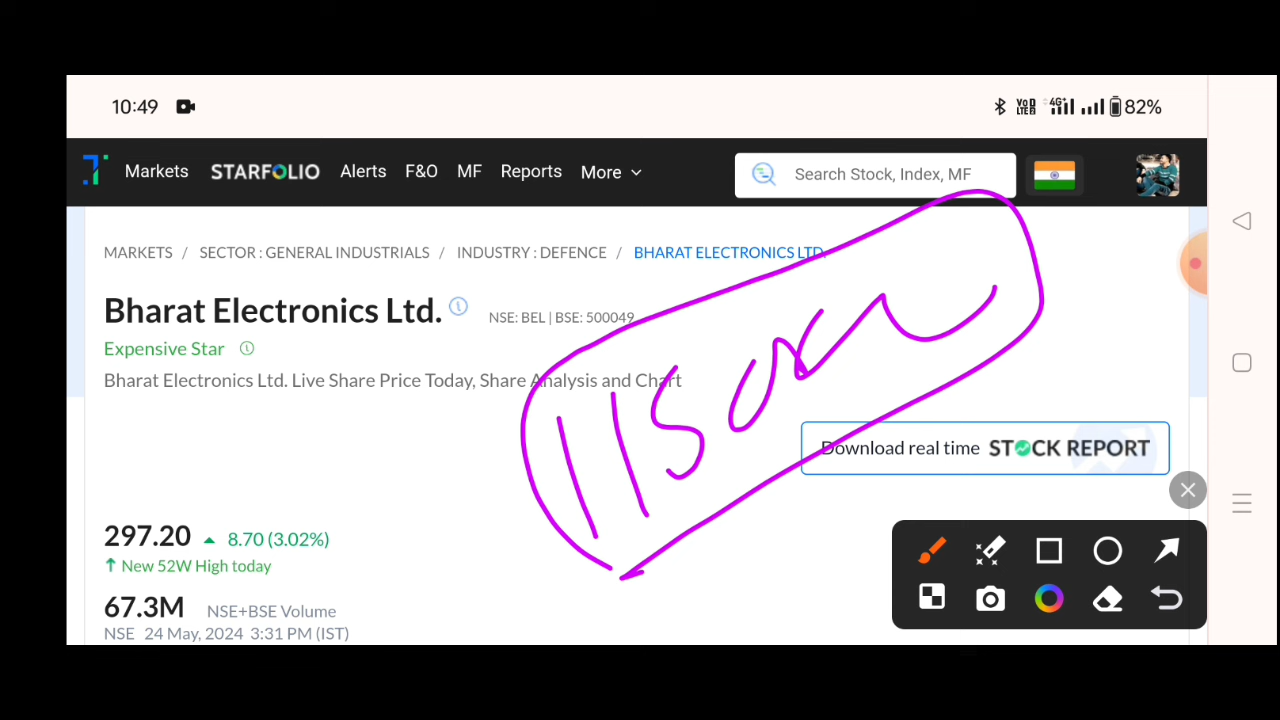 10:49 VoD LTE2 4G+ 82%
Markets STARFOLIO Alerts F&O MF Reports More Search Stock, Index, MF
MARKETS / SECTOR : GENERAL INDUSTRIALS / INDUSTRY : DEFENCE / BHARAT ELECTRONICS LTD.
Bharat Electronics Ltd. NSE: BEL | BSE: 500049
Expensive Star
Bharat Electronics Ltd. Live Share Price Today, Share Analysis and Chart
Download real time STOCK REPORT
297.20 8.70 (3.02%)
New 52W High today
67.3M NSE+BSE Volume
NSE 24 May, 2024 3:31 PM (IST)